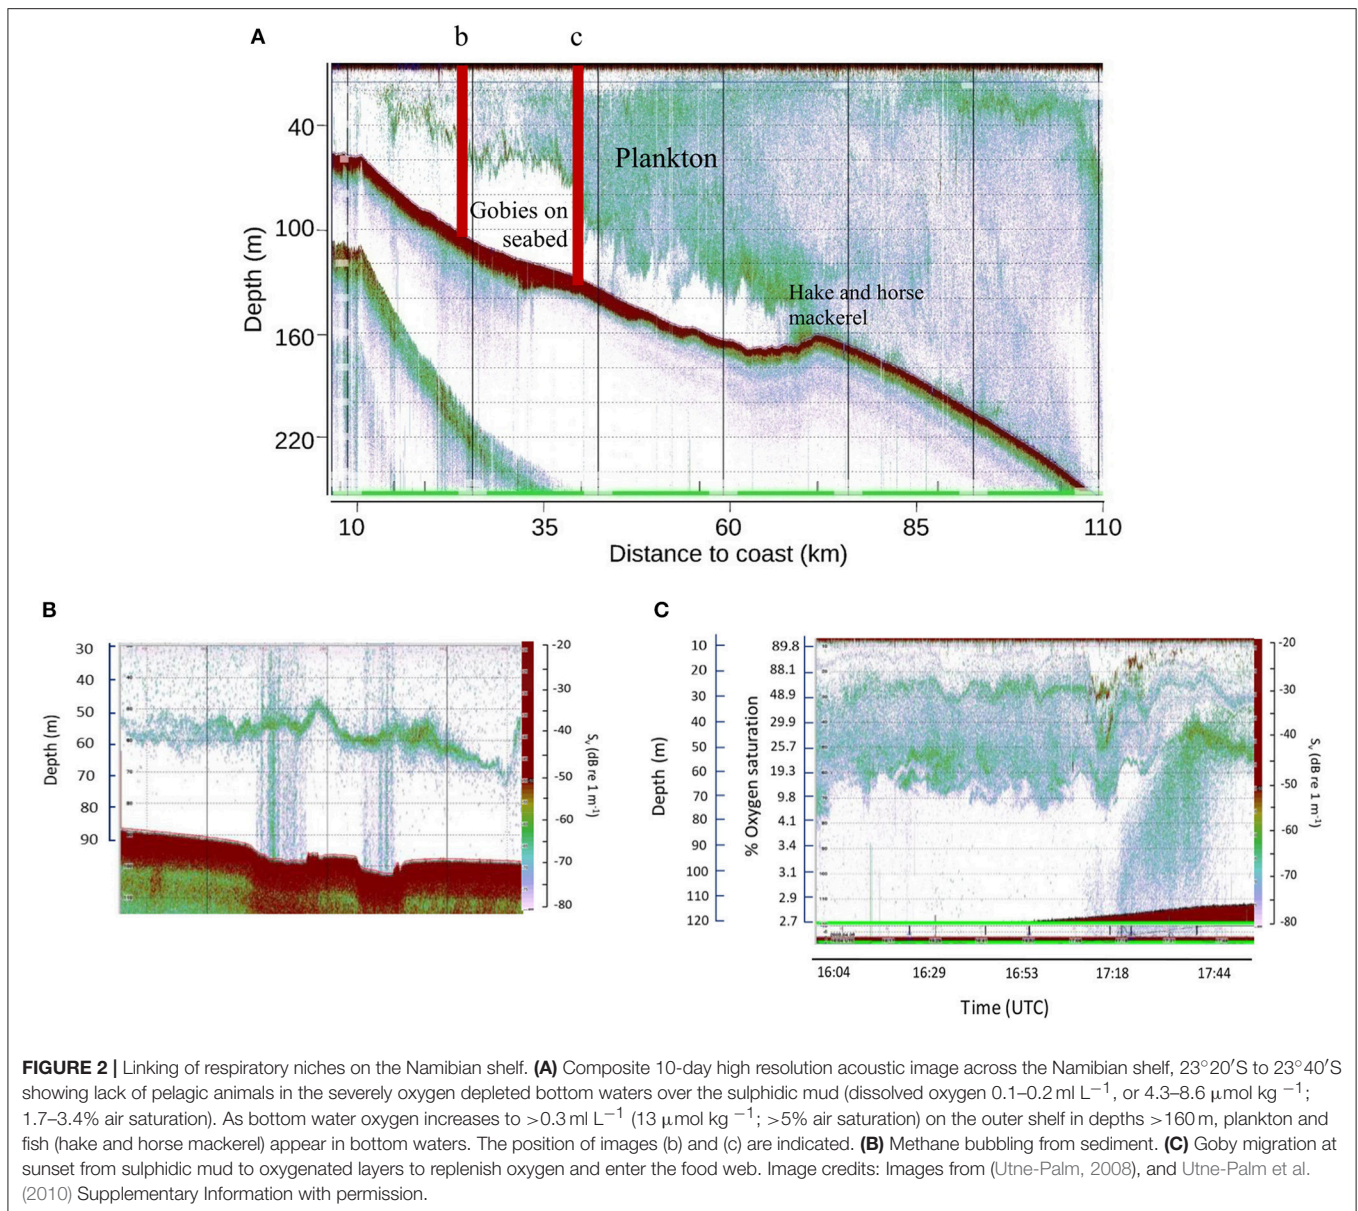 A
b
c
Plankton
Gobies on
seabed
Hake and horse
mackerel
40
100
160
220
Depth (m)
10
35
60
85
110
Distance to coast (km)
B
30
40
50
60
70
80
90
Depth (m)
-20
-30
-40
-50
-60
-70
-80
Sv (dB re 1 m-1)
C
10
20
30
40
50
60
70
80
90
100
110
120
Depth (m)
89.8
88.1
48.9
29.9
25.7
19.3
9.8
4.1
3.4
3.1
2.9
2.7
% Oxygen saturation
-20
-30
-40
-50
-60
-70
-80
Sv (dB re 1 m-1)
16:04
16:29
16:53
17:18
17:44
Time (UTC)
FIGURE 2 | Linking of respiratory niches on the Namibian shelf. (A) Composite 10-day high resolution acoustic image across the Namibian shelf, 23°20′S to 23°40′S
showing lack of pelagic animals in the severely oxygen depleted bottom waters over the sulphidic mud (dissolved oxygen 0.1–0.2 ml L−1, or 4.3–8.6 μmol kg −1;
1.7–3.4% air saturation). As bottom water oxygen increases to >0.3 ml L−1 (13 μmol kg −1; >5% air saturation) on the outer shelf in depths >160 m, plankton and
fish (hake and horse mackerel) appear in bottom waters. The position of images (b) and (c) are indicated. (B) Methane bubbling from sediment. (C) Goby migration at
sunset from sulphidic mud to oxygenated layers to replenish oxygen and enter the food web. Image credits: Images from (Utne-Palm, 2008), and Utne-Palm et al.
(2010) Supplementary Information with permission.